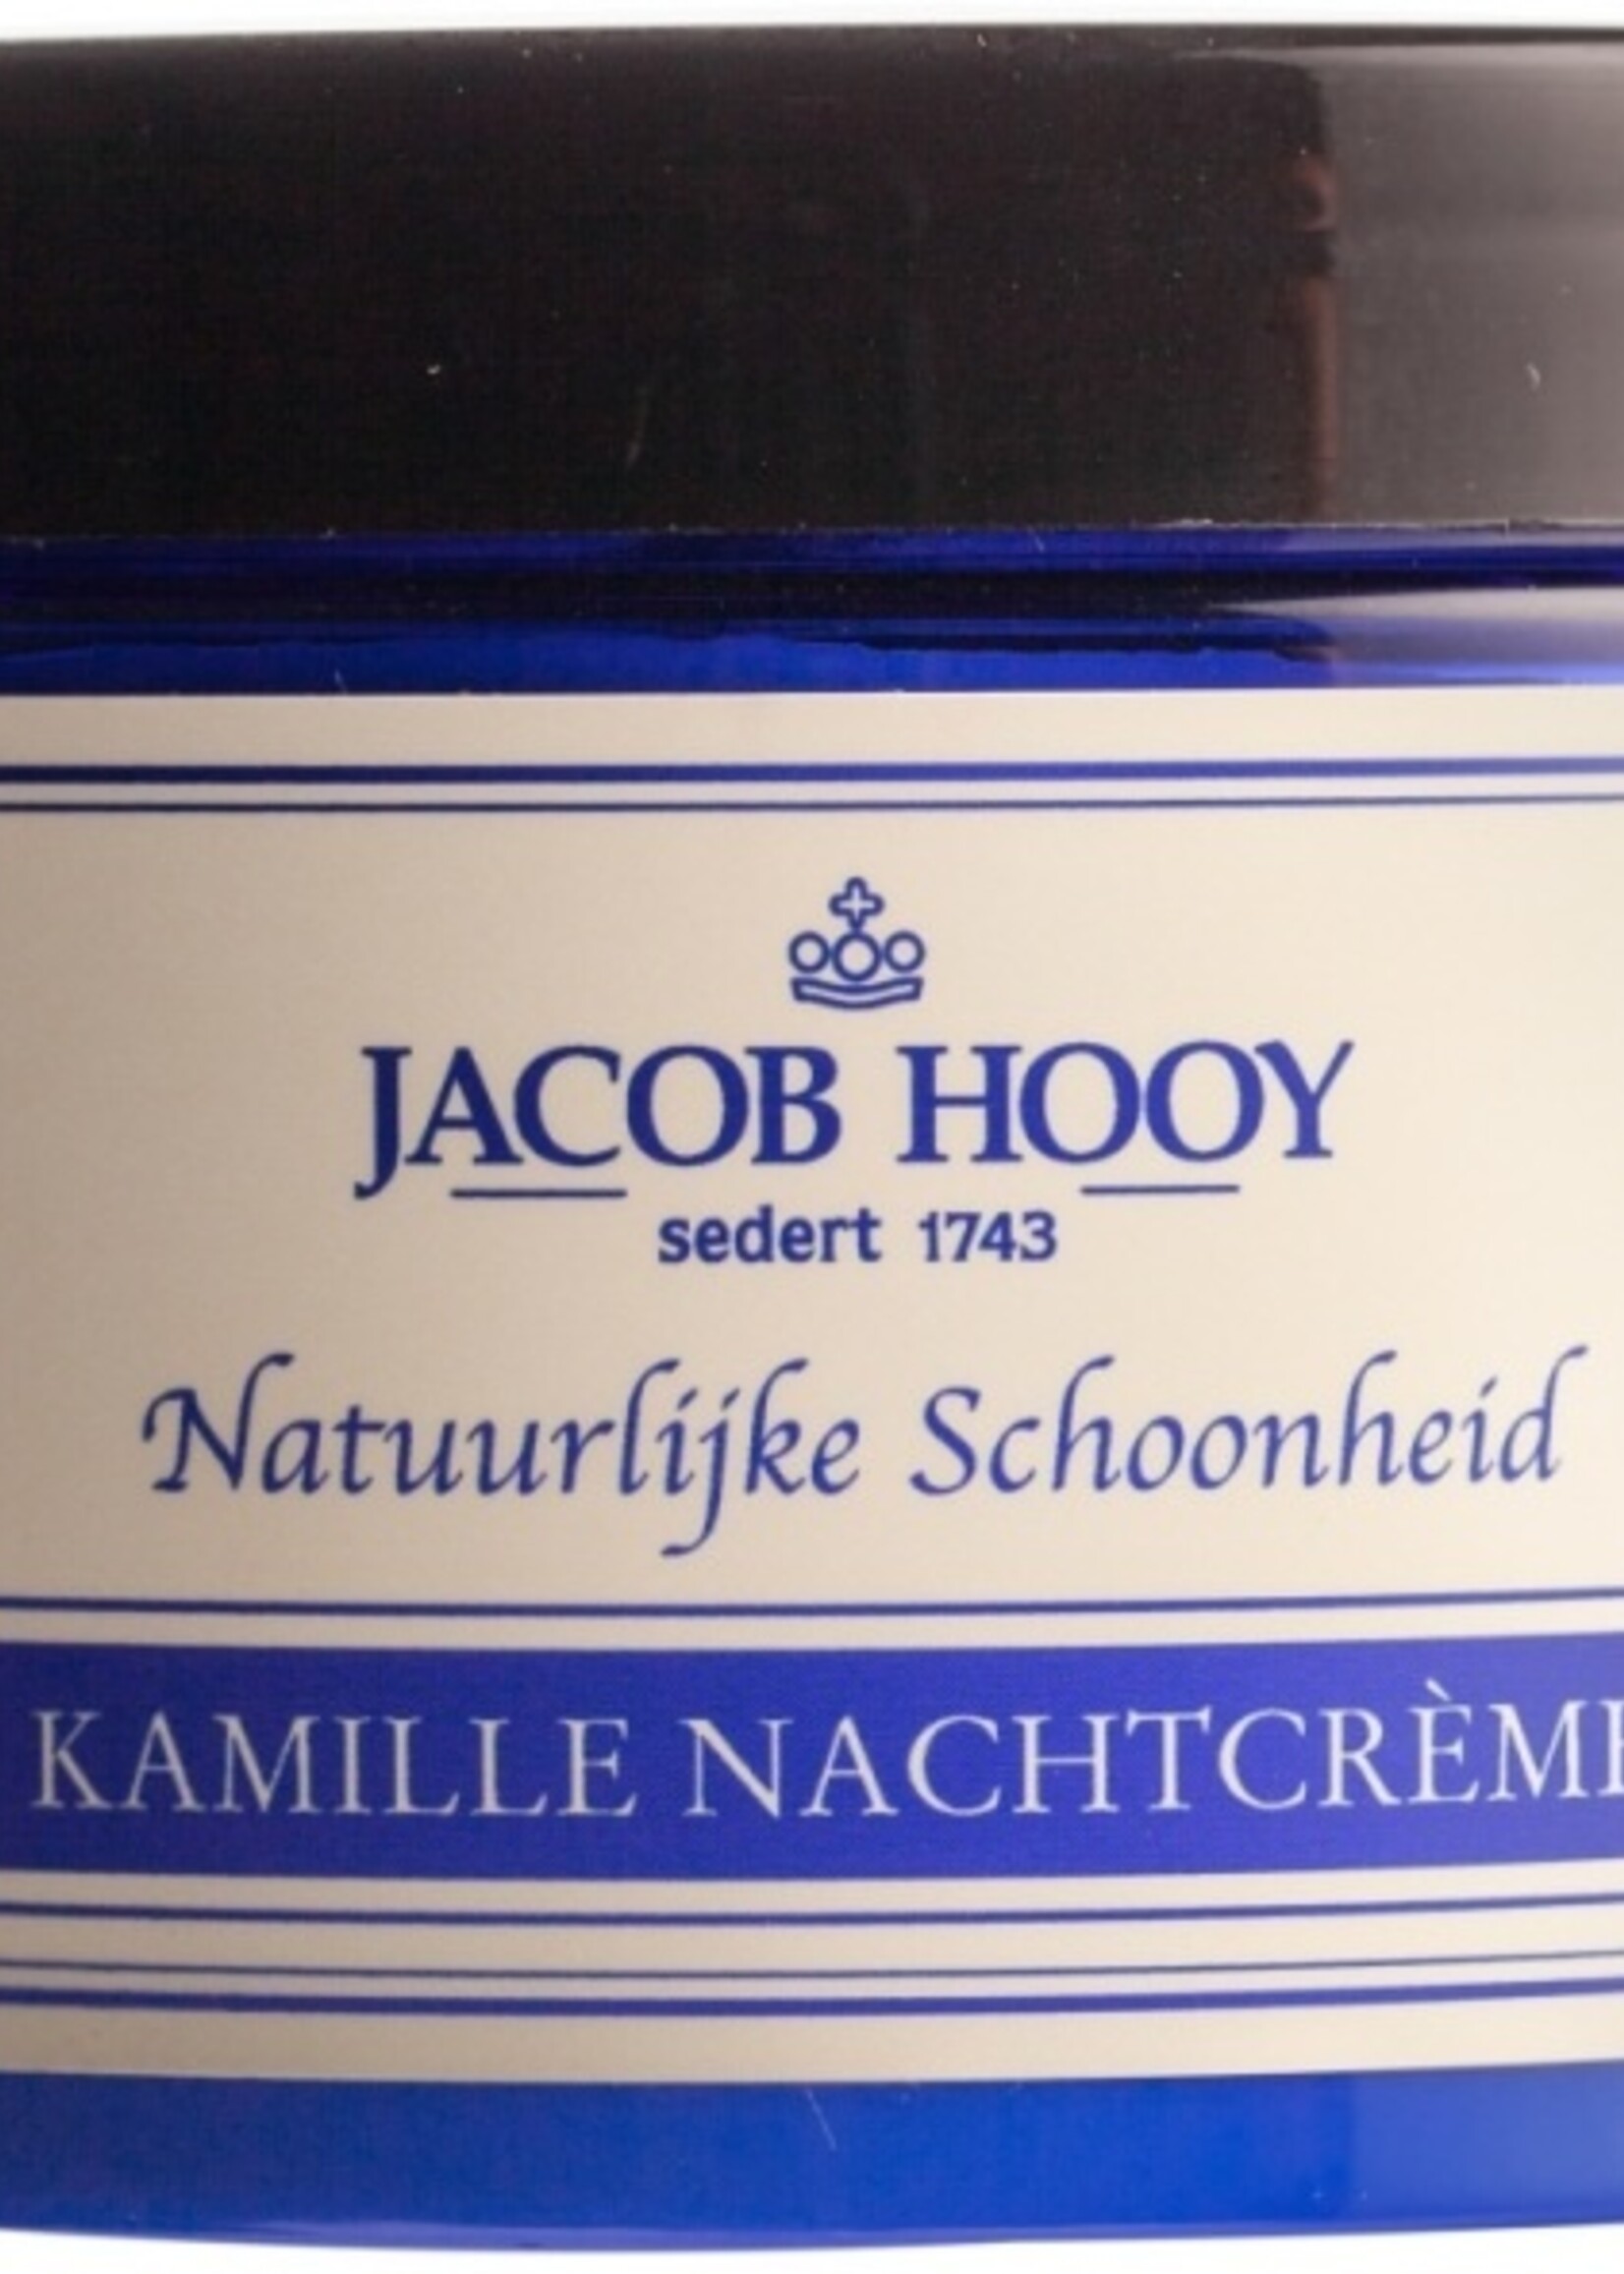 JACOB HOOY
sedert 1743
Natuurlijke Schoonheid
KAMILLE NACHTCRÈME